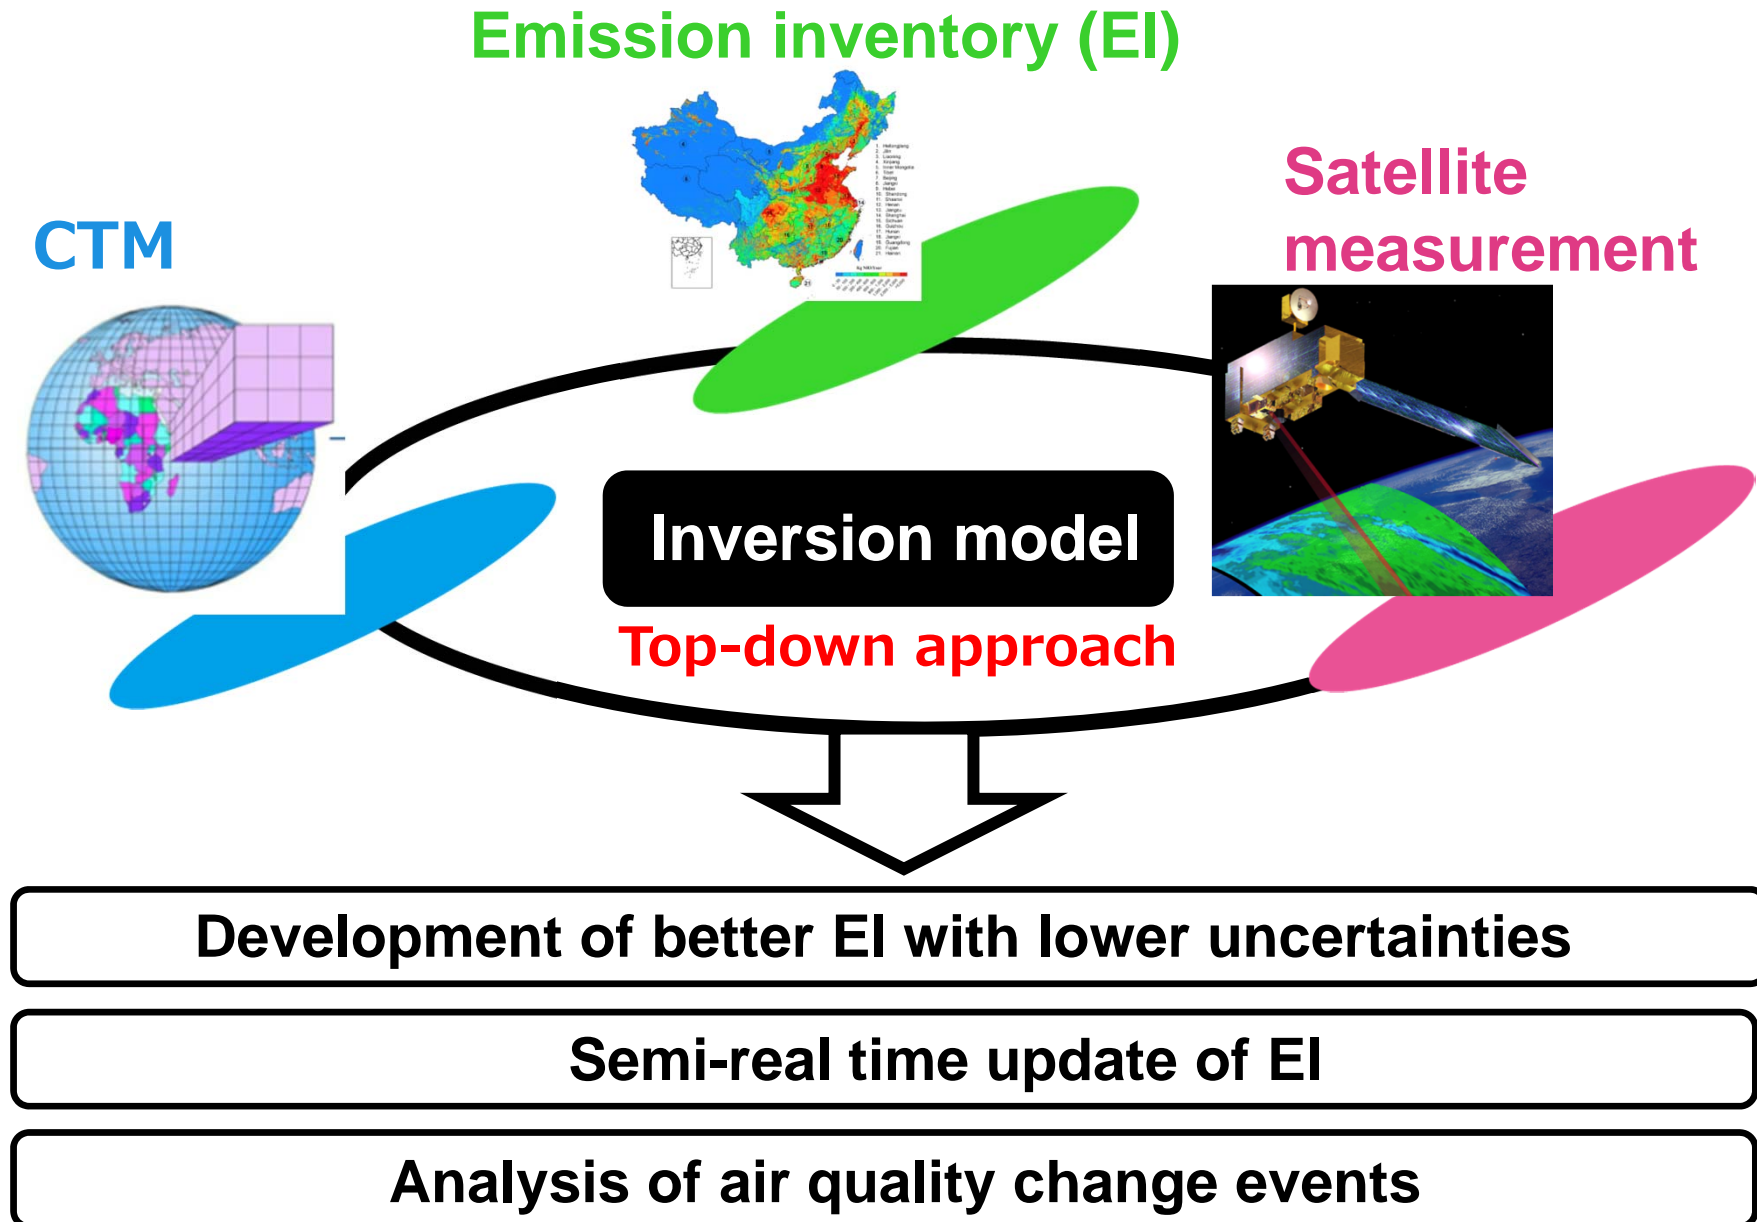 Emission inventory (EI)
CTM
Satellite
measurement
Inversion model
Top-down approach
Development of better EI with lower uncertainties
Semi-real time update of EI
Analysis of air quality change events